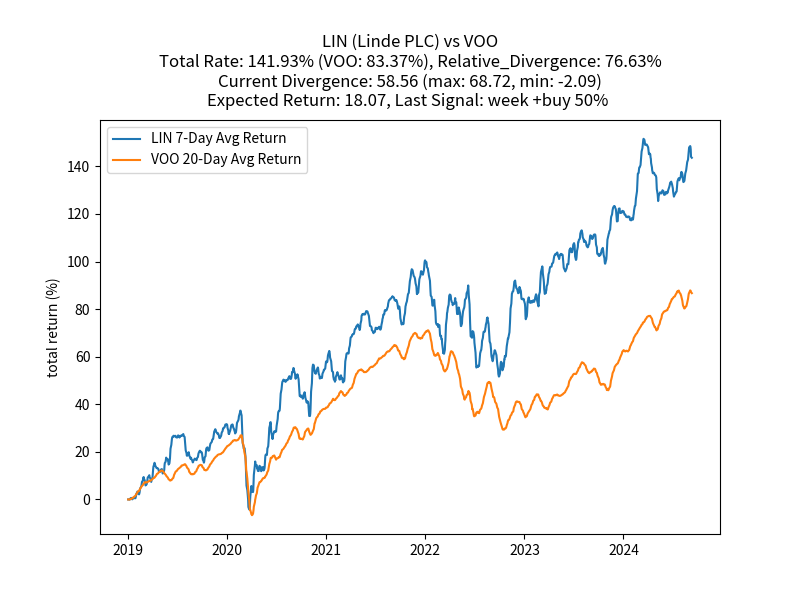 LIN (Linde PLC) vs VOO
Total Rate: 141.93% (VOO: 83.37%), Relative_Divergence: 76.63%
Current Divergence: 58.56 (max: 68.72, min: -2.09)
Expected Return: 18.07, Last Signal: week +buy 50%
LIN 7-Day Avg Return
VOO 20-Day Avg Return
total return (%)
140
120
100
80
60
40
20
0
2019 2020 2021 2022 2023 2024